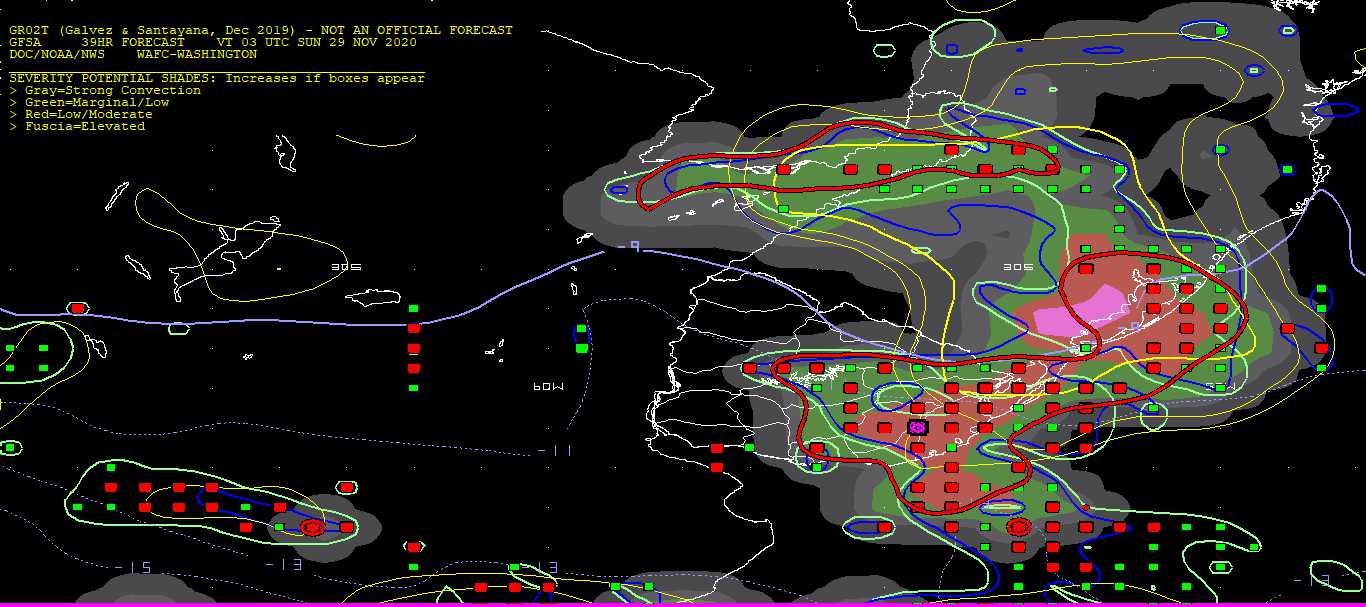 GR02T (Galvez & Santayana, Dec 2019) - NOT AN OFFICIAL FORECAST
GFSA    39HR FORECAST    VT 03 UTC SUN 29 NOV 2020
DOC/NOAA/NWS    WAFC-WASHINGTON
SEVERITY POTENTIAL SHADES: Increases if boxes appear
> Gray=Strong Convection
> Green=Marginal/Low
> Red=Low/Moderate
> Fuscia=Elevated
-9
30S
30S
60W
-11
-15
-13
-13
-13